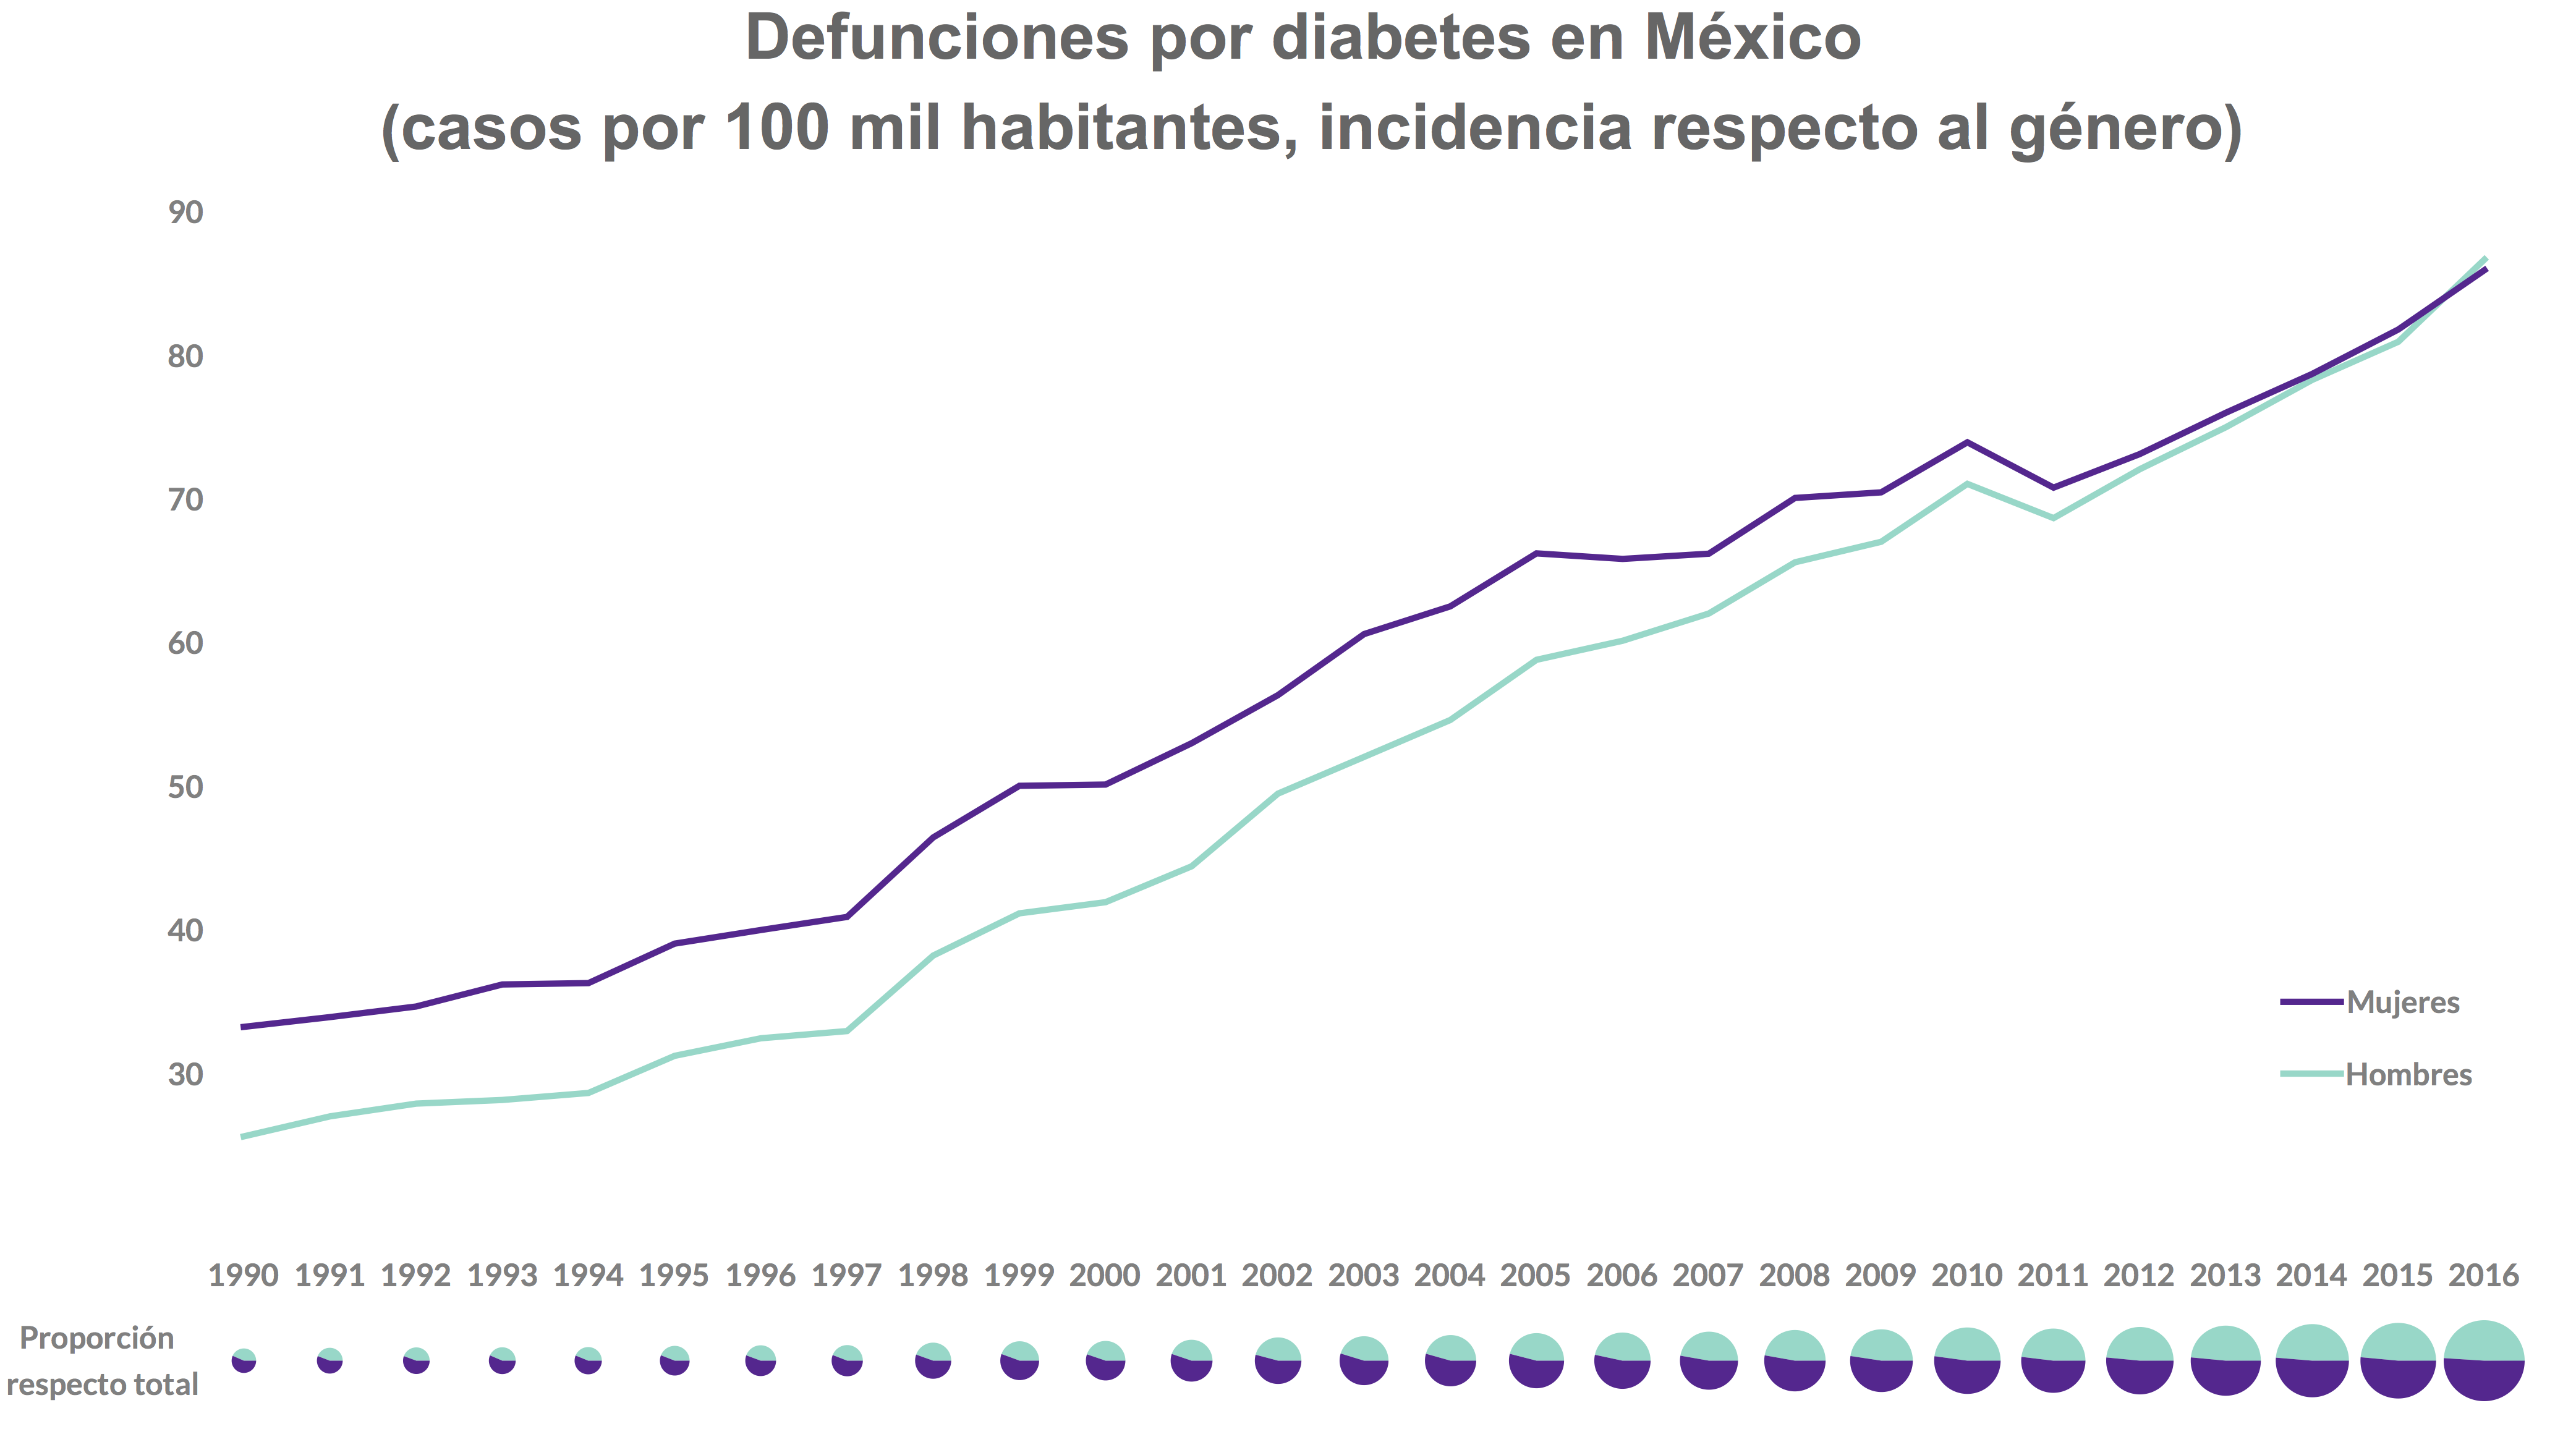 Defunciones por diabetes en México
(casos por 100 mil habitantes, incidencia respecto al género)
90
80
70
60
50
40
30
Mujeres
Hombres
1990 1991 1992 1993 1994 1995 1996 1997 1998 1999 2000 2001 2002 2003 2004 2005 2006 2007 2008 2009 2010 2011 2012 2013 2014 2015 2016
Proporción
respecto total